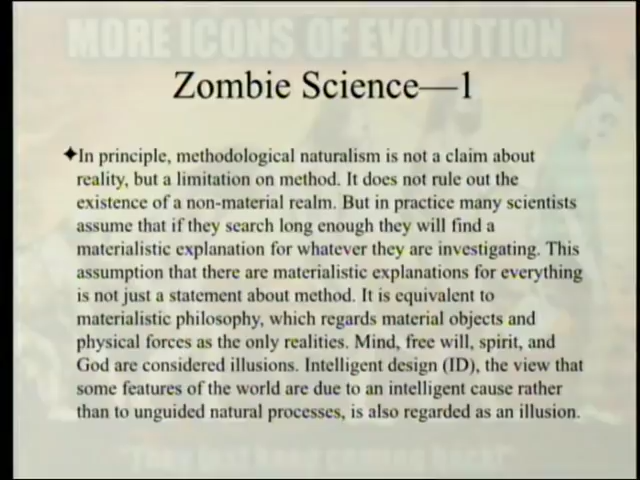 MORE ICONS OF EVOLUTION
Zombie Science—1
✦In principle, methodological naturalism is not a claim about
reality, but a limitation on method. It does not rule out the
existence of a non-material realm. But in practice many scientists
assume that if they search long enough they will find a
materialistic explanation for whatever they are investigating. This
assumption that there are materialistic explanations for everything
is not just a statement about method. It is equivalent to
materialistic philosophy, which regards material objects and
physical forces as the only realities. Mind, free will, spirit, and
God are considered illusions. Intelligent design (ID), the view that
some features of the world are due to an intelligent cause rather
than to unguided natural processes, is also regarded as an illusion.